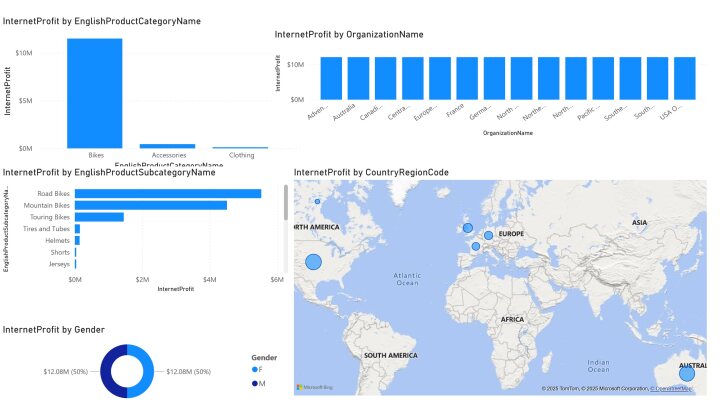 InternetProfit by EnglishProductCategoryName
$10M
$5M
$0M
InternetProfit
Bikes
Accessories
Clothing
EnglishProductCategoryName
InternetProfit by OrganizationName
$10M
$0M
InternetProfit
Adven...
Australia
Canadi...
Centra...
Europe...
France
Germa...
North ...
Northe...
North...
Southe...
South...
USA O...
OrganizationName
InternetProfit by EnglishProductSubcategoryName
EnglishProductSubcategoryNa...
Road Bikes
Mountain Bikes
Touring Bikes
Tires and Tubes
Helmets
Shorts
Jerseys
$0M
$2M
$4M
$6M
InternetProfit
InternetProfit by CountryRegionCode
RTH AMERICA
EUROPE
ASIA
Atlantic
Ocean
AFRICA
SOUTH AMERICA
Indian
Ocean
AUSTRAL
Microsoft Bing
© 2025 TomTom, © 2025 Microsoft Corporation, © OpenStreetMap
InternetProfit by Gender
$12.08M (50%)
$12.08M (50%)
Gender
F
M